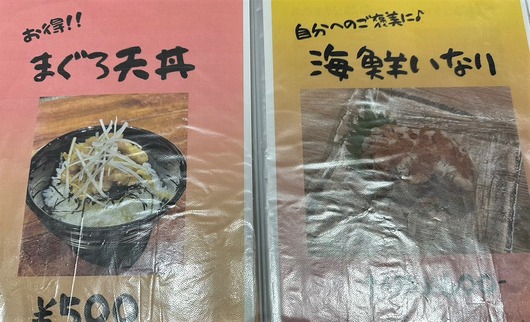 お得!!
まぐろ天丼
¥500
自分へのご褒美に♪
海鮮いなり